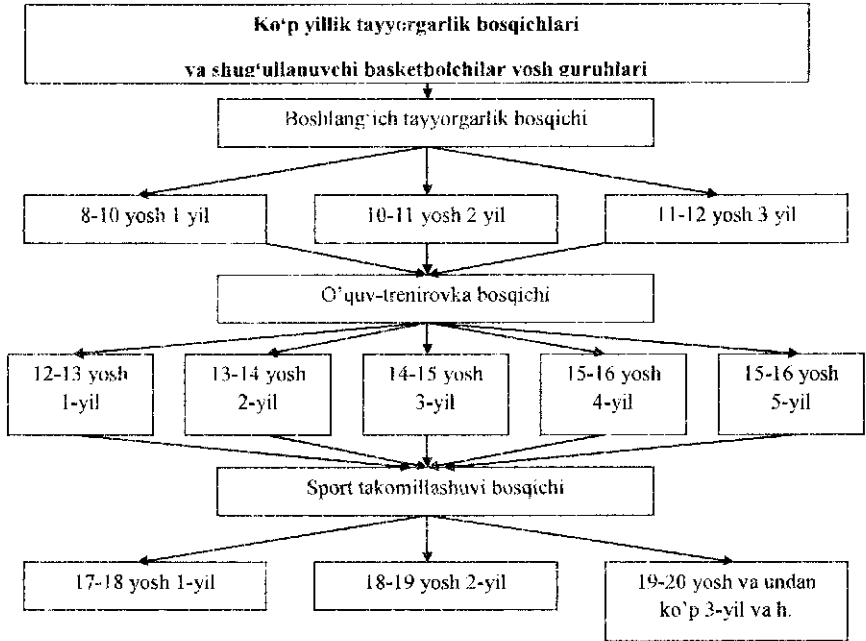 Ko‘p yillik tayyorgarlik bosqichlari
va shug‘ullanuvchi basketbolchilar yosh guruhlari
Boshlang‘ich tayyorgarlik bosqichi
8-10 yosh 1 yil
10-11 yosh 2 yil
11-12 yosh 3 yil
O’quv-trenirovka bosqichi
12-13 yosh
1-yil
13-14 yosh
2-yil
14-15 yosh
3-yil
15-16 yosh
4-yil
15-16 yosh
5-yil
Sport takomillashuvi bosqichi
17-18 yosh 1-yil
18-19 yosh 2-yil
19-20 yosh va undan
ko’p 3-yil va h.